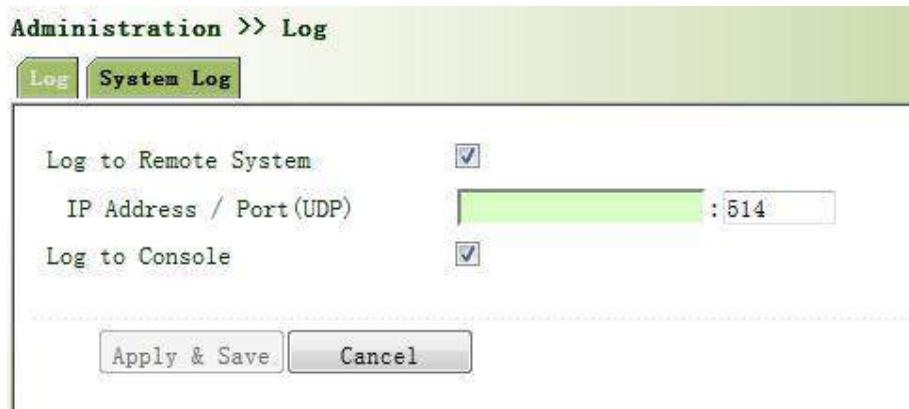 Administration >> Log
Log System Log
Log to Remote System
IP Address / Port(UDP) :514
Log to Console
Apply & Save Cancel